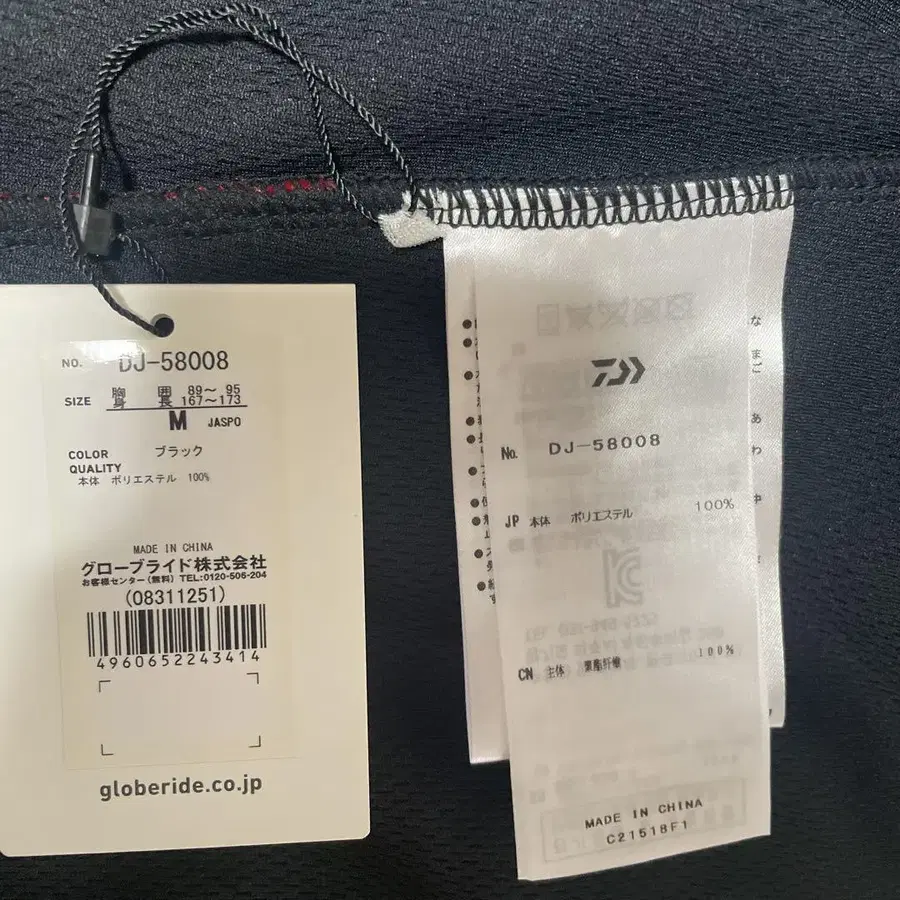 NO. DJ-58008
SIZE 胸 囲 89～ 95
身 長 167～173
M JASPO
COLOR ブラック
QUALITY
本体 ポリエステル 100%
MADE IN CHINA
グローブライド株式会社
お客様センター(無料) TEL:0120-506-204
(08311251)
4960652243414
globeride.co.jp
No. DJ-58008
JP 本体 ポリエステル 100%
CN 主体 聚酯纤维 100%
MADE IN CHINA
C21518F1